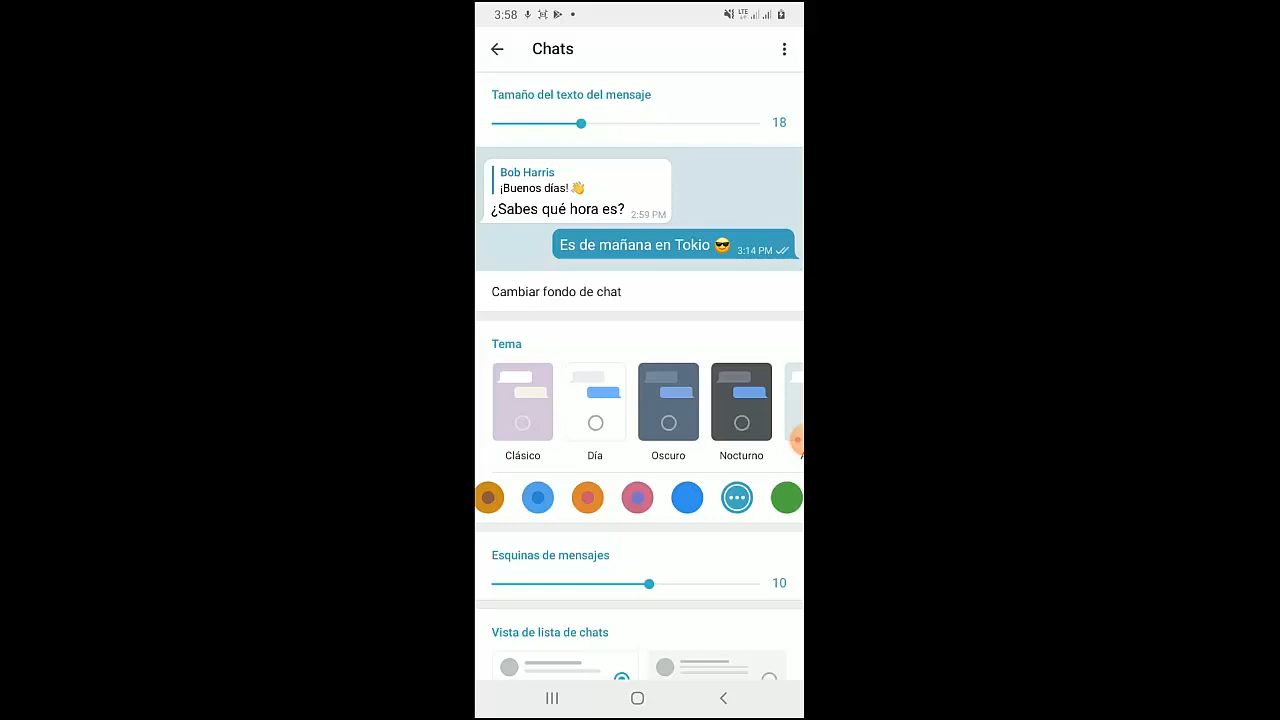 3:58
LTE
Chats
Tamaño del texto del mensaje
18
Bob Harris
¡Buenos días! 👋
¿Sabes qué hora es? 2:59 PM
Es de mañana en Tokio 😎 3:14 PM
Cambiar fondo de chat
Tema
Clásico Día Oscuro Nocturno
Esquinas de mensajes
10
Vista de lista de chats